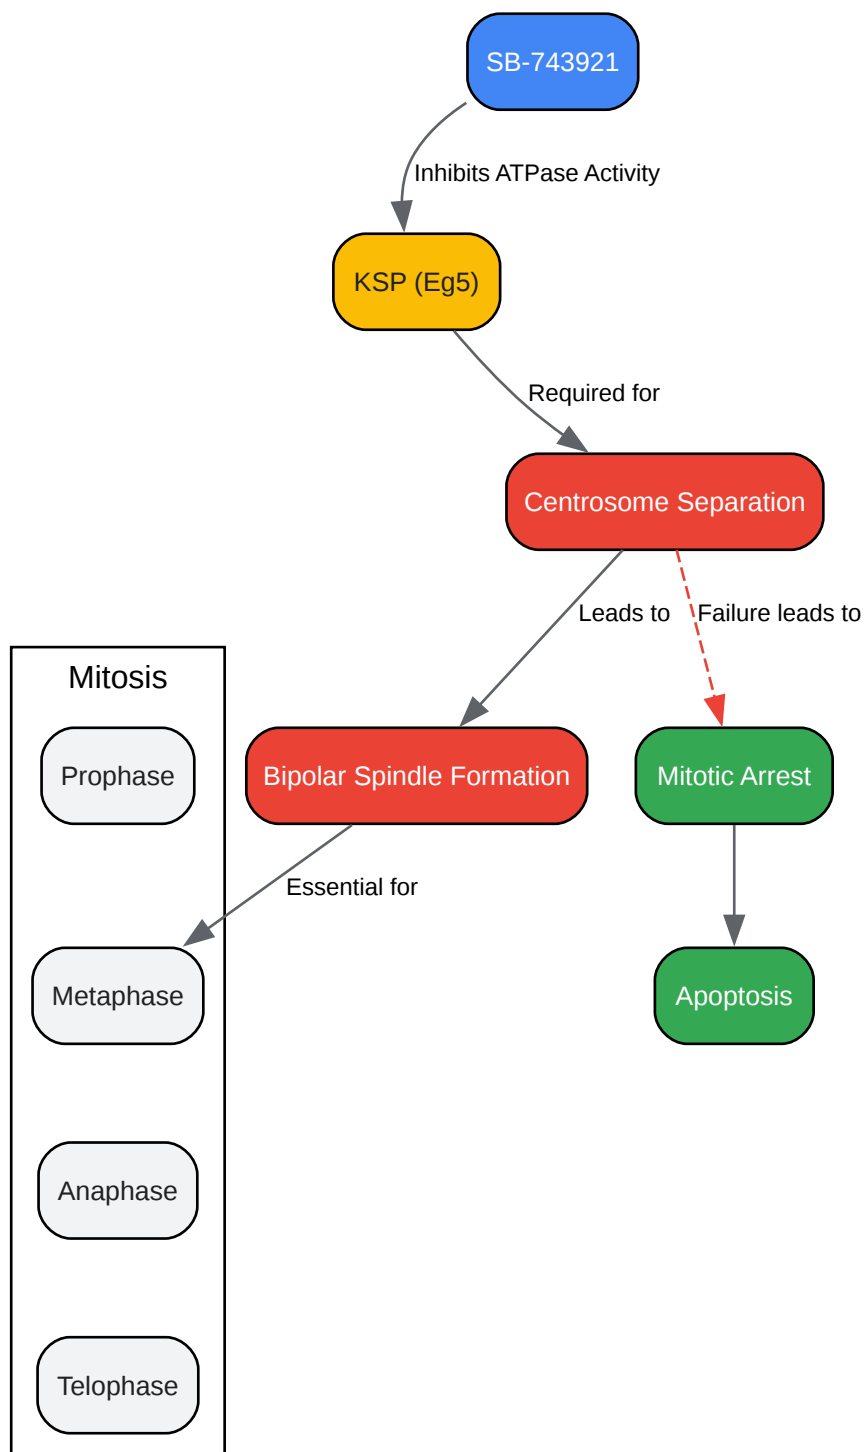 SB-743921
Inhibits ATPase Activity
KSP (Eg5)
Required for
Centrosome Separation
Leads to
Failure leads to
Mitosis
Prophase
Bipolar Spindle Formation
Mitotic Arrest
Essential for
Metaphase
Apoptosis
Anaphase
Telophase